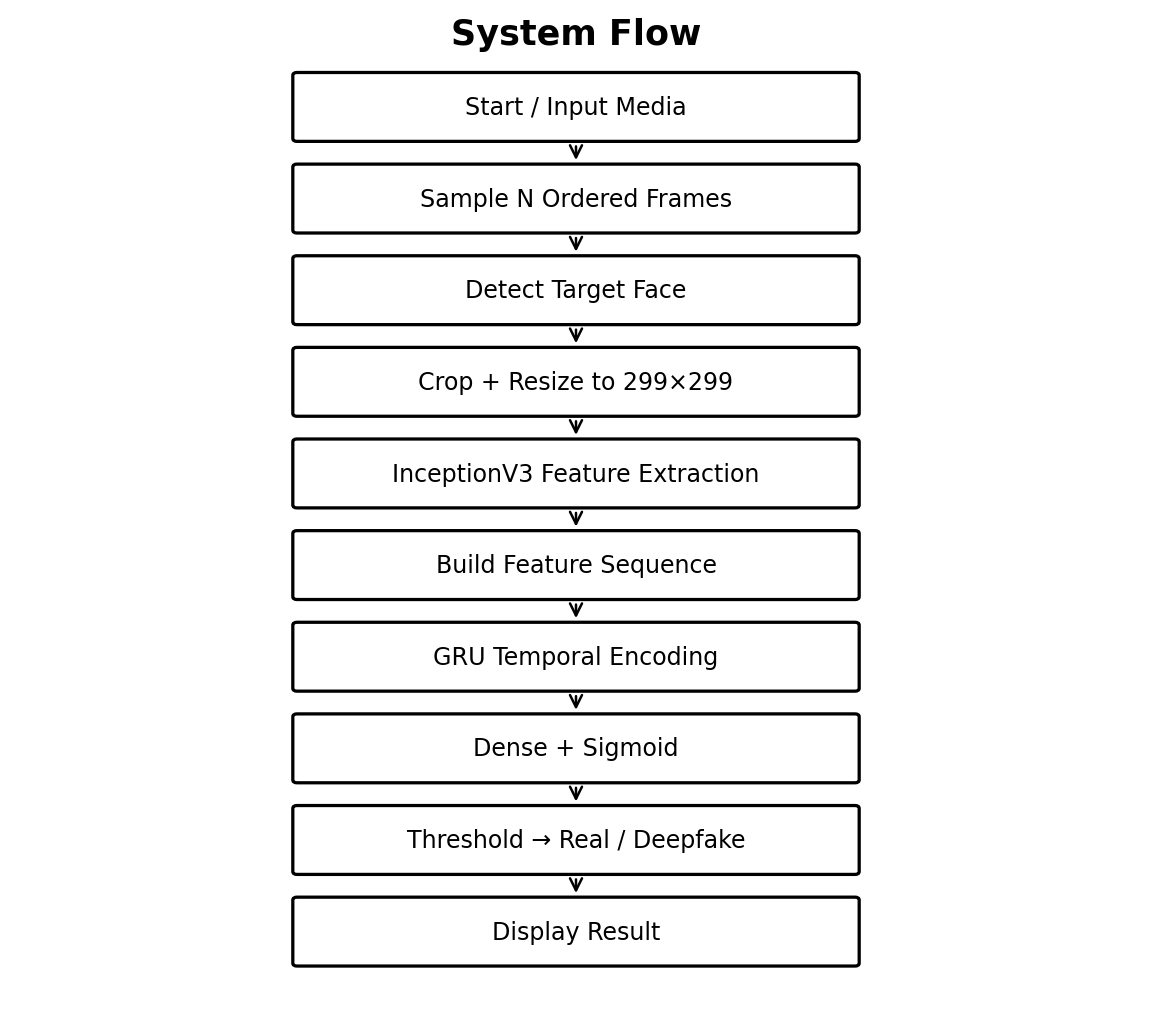 System Flow
Start / Input Media
Sample N Ordered Frames
Detect Target Face
Crop + Resize to 299×299
InceptionV3 Feature Extraction
Build Feature Sequence
GRU Temporal Encoding
Dense + Sigmoid
Threshold → Real / Deepfake
Display Result